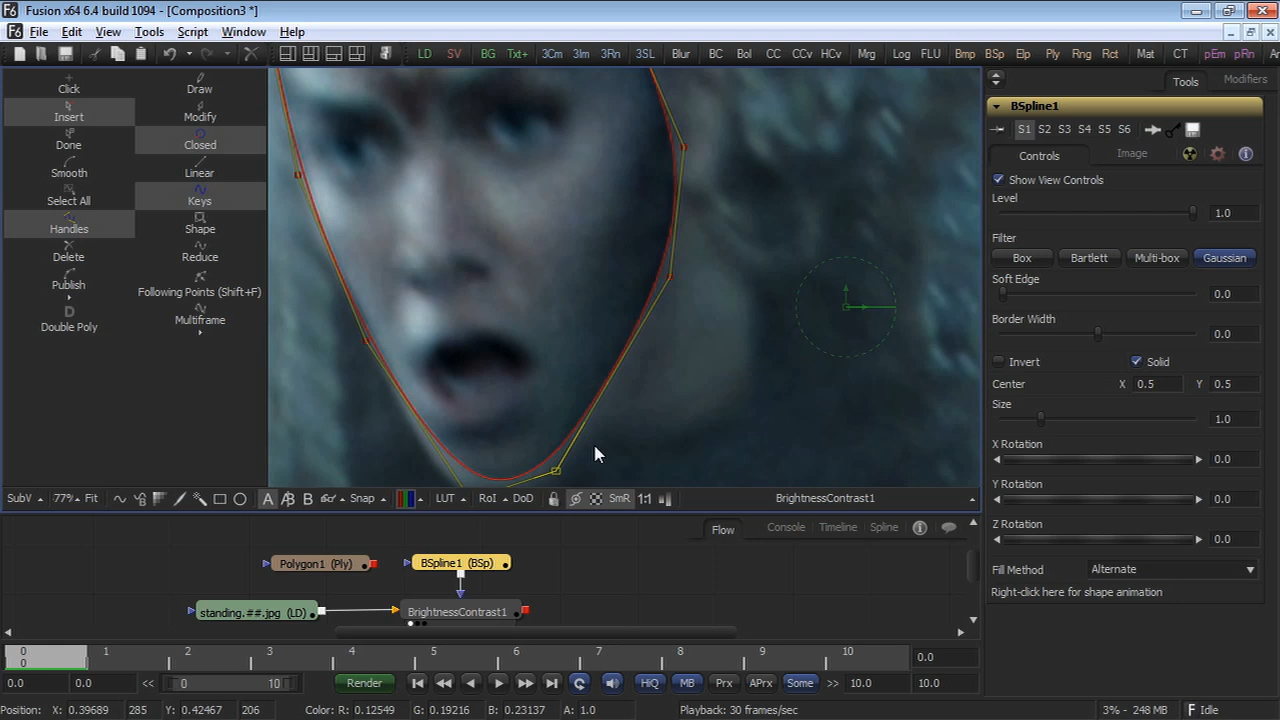 Fusion x64 6.4 build 1094 - [Composition3 *]
File Edit View Tools Script Window Help
LD SV BG Txt+ 3Cm 3Im 3Rn 3SL Blur BC BoI CC CCv HCv Mrg Log FLU Bmp BSp Elp Ply Rng Rct Mat CT pEm pRn
Click Draw
Insert Modify
Done Closed
Smooth Linear
Select All Keys
Handles Shape
Delete Reduce
Publish Following Points (Shift+F)
Double Poly Multiframe
Tools Modifiers
BSpline1
S1 S2 S3 S4 S5 S6
Controls Image
Show View Controls
Level
1.0
Filter
Box Bartlett Multi-box Gaussian
Soft Edge
0.0
Border Width
0.0
Invert Solid
Center X 0.5 Y 0.5
Size
1.0
X Rotation
0.0
Y Rotation
0.0
Z Rotation
0.0
Fill Method Alternate
Right-click here for shape animation
SubV 77% Fit A B A B Snap LUT RoI DoD SmR 1:1 BrightnessContrast1
Flow Console Timeline Spline
Polygon1 (Ply) BSpline1 (BSp)
standing.##.jpg (LD) BrightnessContrast1
0 1 2 3 4 5 6 7 8 9 10 0.0
0
0.0 0.0 << 0 10 Render HiQ MB Prx APrx Some >> 10.0 10.0
Position: X: 0.39689 285 Y: 0.42467 206 Color: R: 0.12549 G: 0.19216 B: 0.23137 A: 1.0 Playback: 30 frames/sec 3% - 248 MB Idle